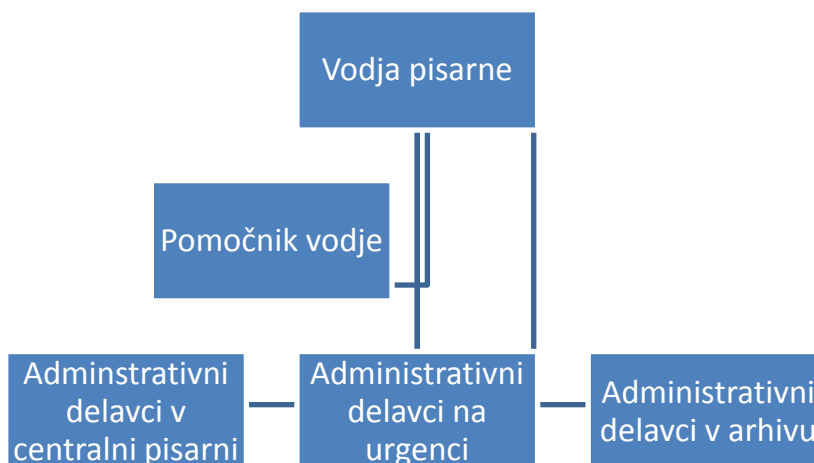 Vodja pisarne
Pomočnik vodje
Adminstrativni
delavci v
centralni pisarni
Administrativni
delavci na
urgenci
Administrativni
delavci v arhivu